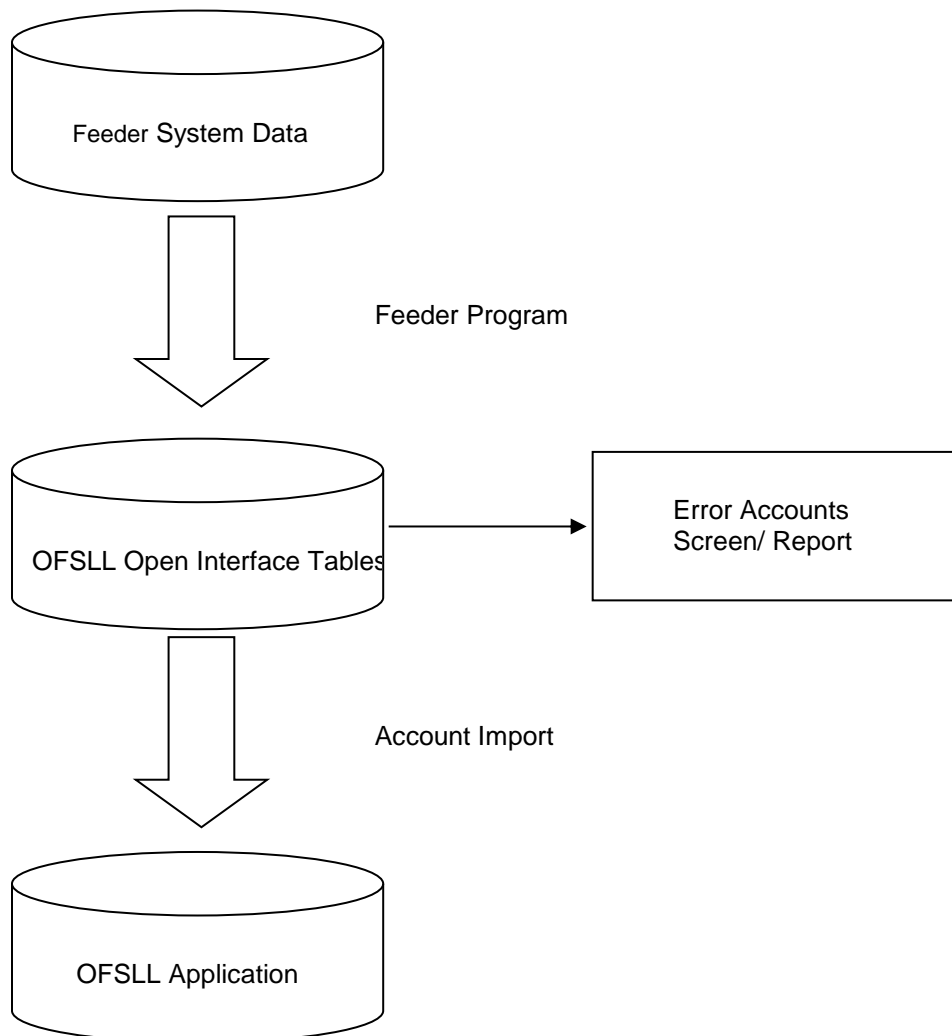 Feeder System Data
Feeder Program
OFSLL Open Interface Tables
Error Accounts
Screen/ Report
Account Import
OFSLL Application